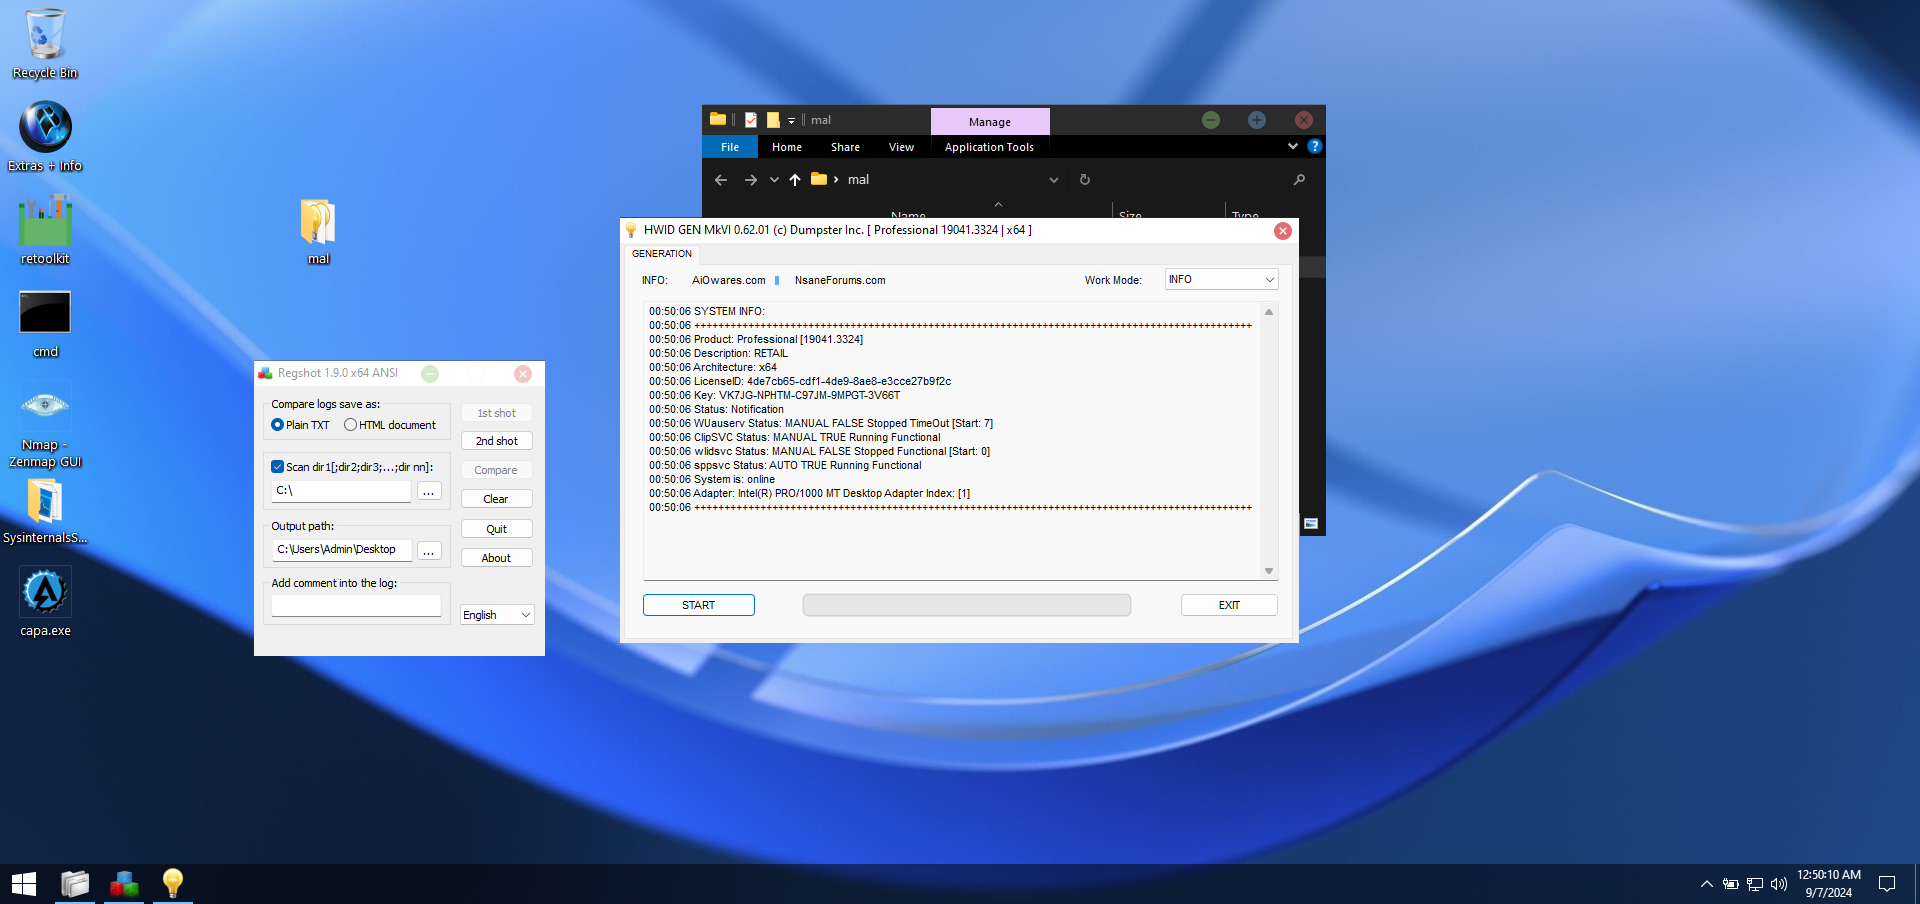 Recycle Bin
Extras + Info
retoolkit
cmd
Nmap -
Zenmap GUI
SysinternalsS...
capa.exe
mal
mal
Manage
File
Home
Share
View
Application Tools
mal
Name
Size
Type
Regshot 1.9.0 x64 ANSI
Compare logs save as:
Plain TXT
HTML document
1st shot
2nd shot
Scan dir1[;dir2;dir3;...;dir nn]:
Compare
C:\
...
Clear
Output path:
Quit
C:\Users\Admin\Desktop
...
About
Add comment into the log:
English
HWID GEN MkVI 0.62.01 (c) Dumpster Inc. [ Professional 19041.3324 | x64 ]
GENERATION
INFO:
AiOwares.com
NsaneForums.com
Work Mode:
INFO
00:50:06 SYSTEM INFO:
00:50:06 +++++++++++++++++++++++++++++++++++++++++++++++++++++++++++++++++++++++++++++++++++++++++++++
00:50:06 Product: Professional [19041.3324]
00:50:06 Description: RETAIL
00:50:06 Architecture: x64
00:50:06 LicenseID: 4de7cb65-cdf1-4de9-8ae8-e3cce27b9f2c
00:50:06 Key: VK7JG-NPHTM-C97JM-9MPGT-3V66T
00:50:06 Status: Notification
00:50:06 WUauserv Status: MANUAL FALSE Stopped TimeOut [Start: 7]
00:50:06 ClipSVC Status: MANUAL TRUE Running Functional
00:50:06 wlidsvc Status: MANUAL FALSE Stopped Functional [Start: 0]
00:50:06 sppsvc Status: AUTO TRUE Running Functional
00:50:06 System is: online
00:50:06 Adapter: Intel(R) PRO/1000 MT Desktop Adapter Index: [1]
00:50:06 +++++++++++++++++++++++++++++++++++++++++++++++++++++++++++++++++++++++++++++++++++++++++++++
START
EXIT
12:50:10 AM
9/7/2024